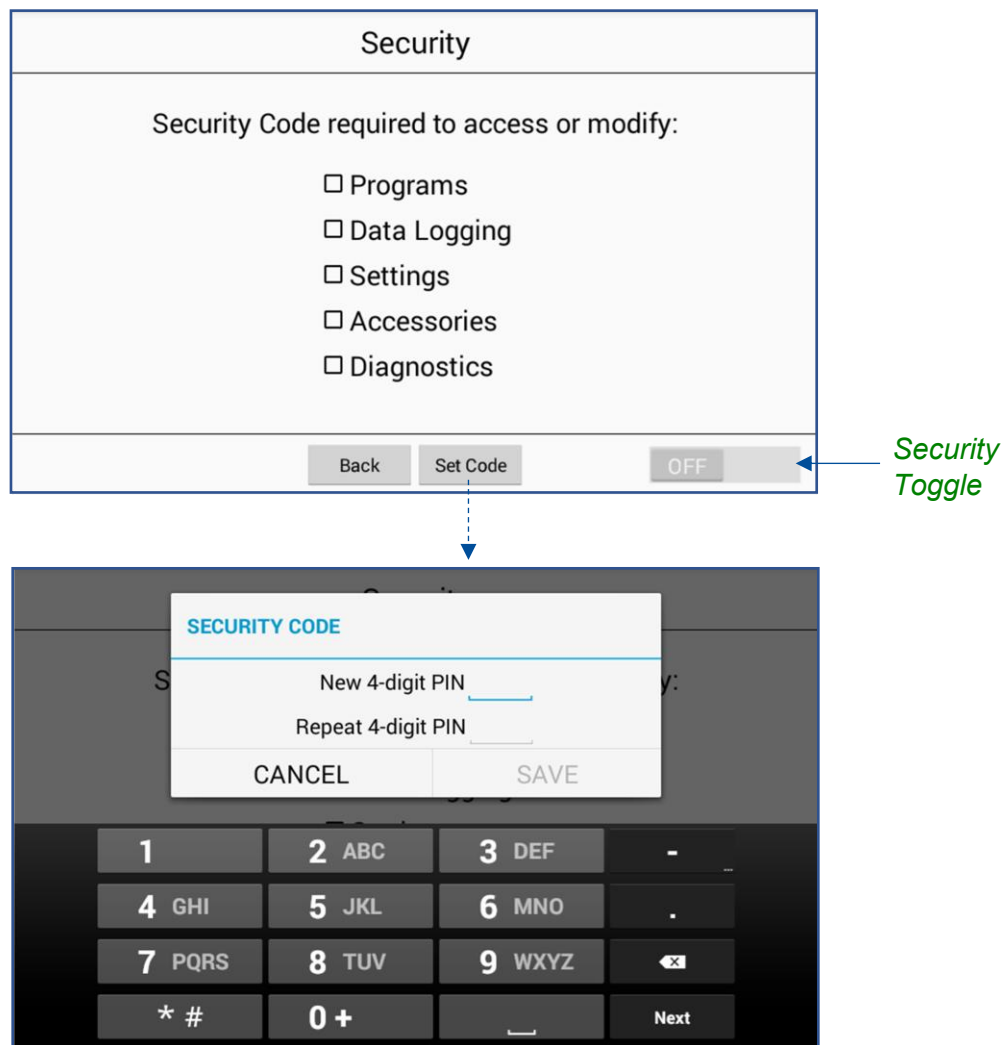 Security
Security Code required to access or modify:
Programs
Data Logging
Settings
Accessories
Diagnostics
Back Set Code OFF
Security
Toggle
SECURITY CODE
New 4-digit PIN
Repeat 4-digit PIN
CANCEL SAVE
1 2 ABC 3 DEF -
4 GHI 5 JKL 6 MNO .
7 PQRS 8 TUV 9 WXYZ
* # 0 +
Next